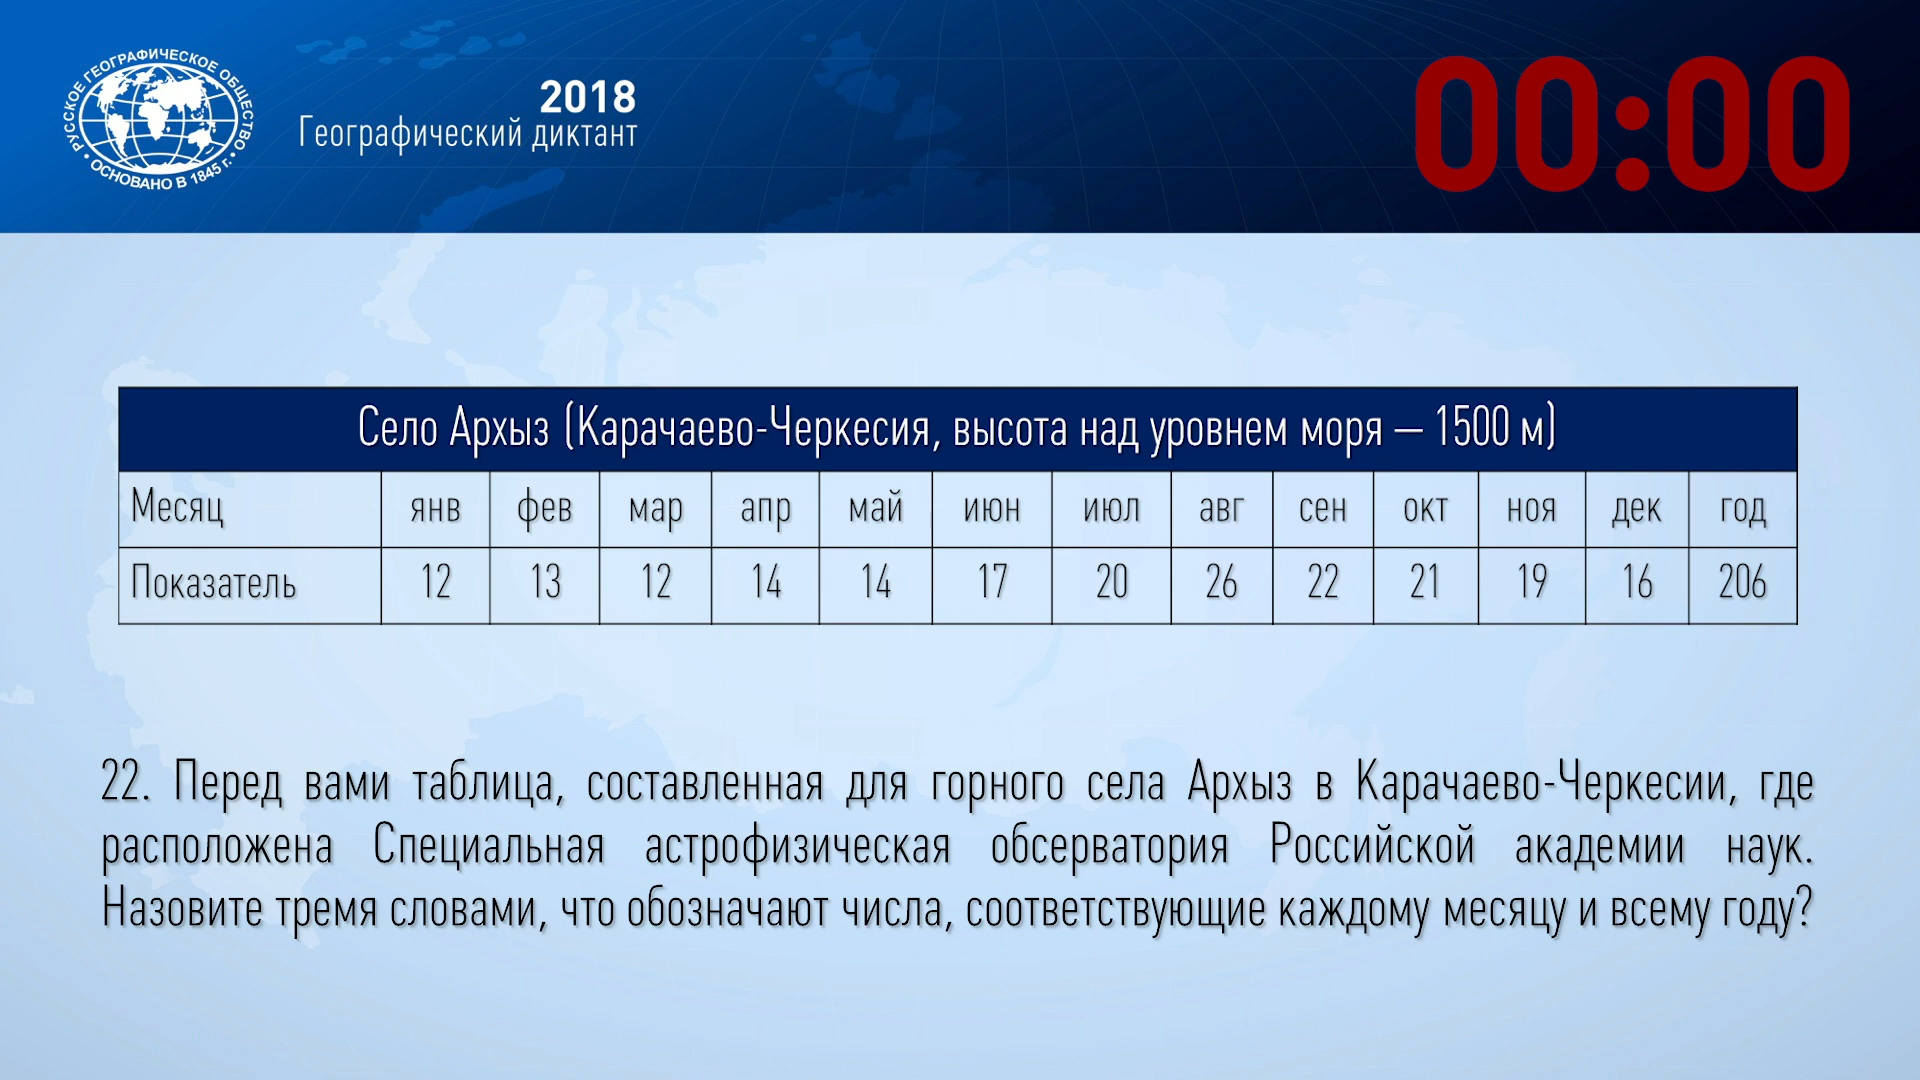 РУССКОЕ ГЕОГРАФИЧЕСКОЕ ОБЩЕСТВО
• ОСНОВАНО В 1845 г. •
2018
Географический диктант
00:00
Село Архыз (Карачаево-Черкесия, высота над уровнем моря – 1500 м)
Месяц янв фев мар апр май июн июл авг сен окт ноя дек год
Показатель 12 13 12 14 14 17 20 26 22 21 19 16 206
22. Перед вами таблица, составленная для горного села Архыз в Карачаево-Черкесии, где
расположена Специальная астрофизическая обсерватория Российской академии наук.
Назовите тремя словами, что обозначают числа, соответствующие каждому месяцу и всему году?